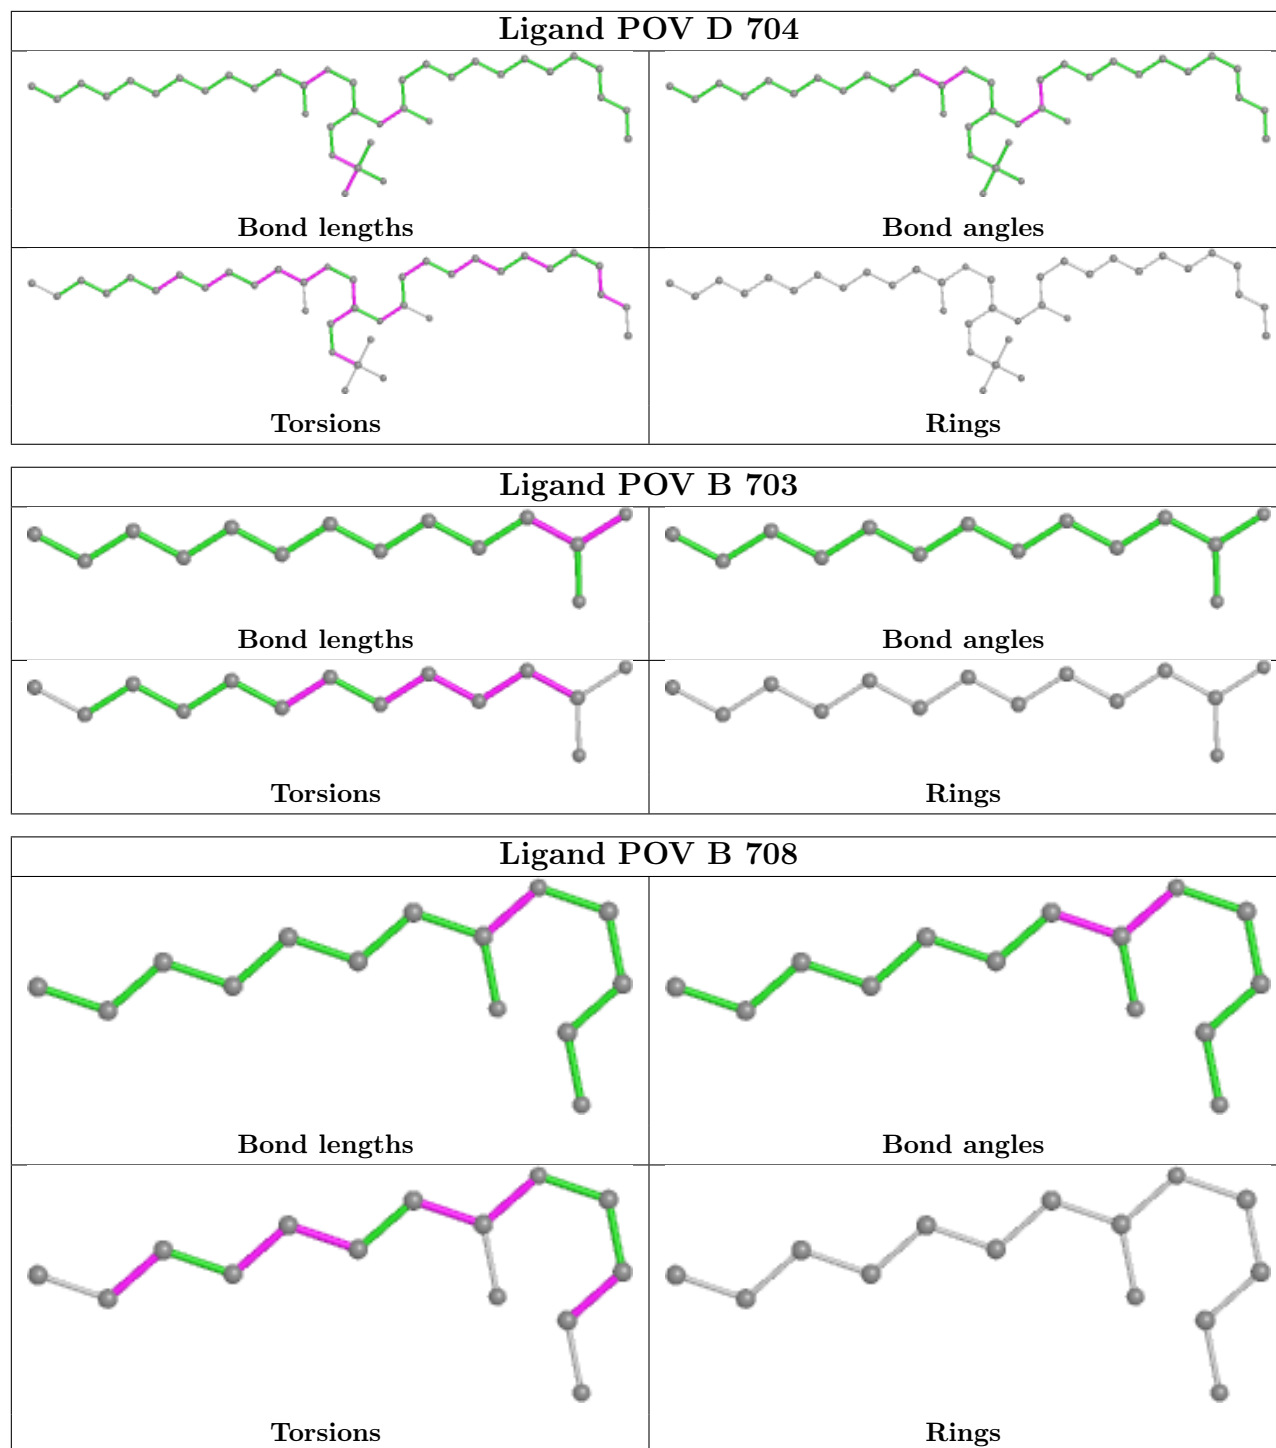 Ligand POV D 704
Bond lengths
Bond angles
Torsions
Rings
Ligand POV B 703
Bond lengths
Bond angles
Torsions
Rings
Ligand POV B 708
Bond lengths
Bond angles
Torsions
Rings